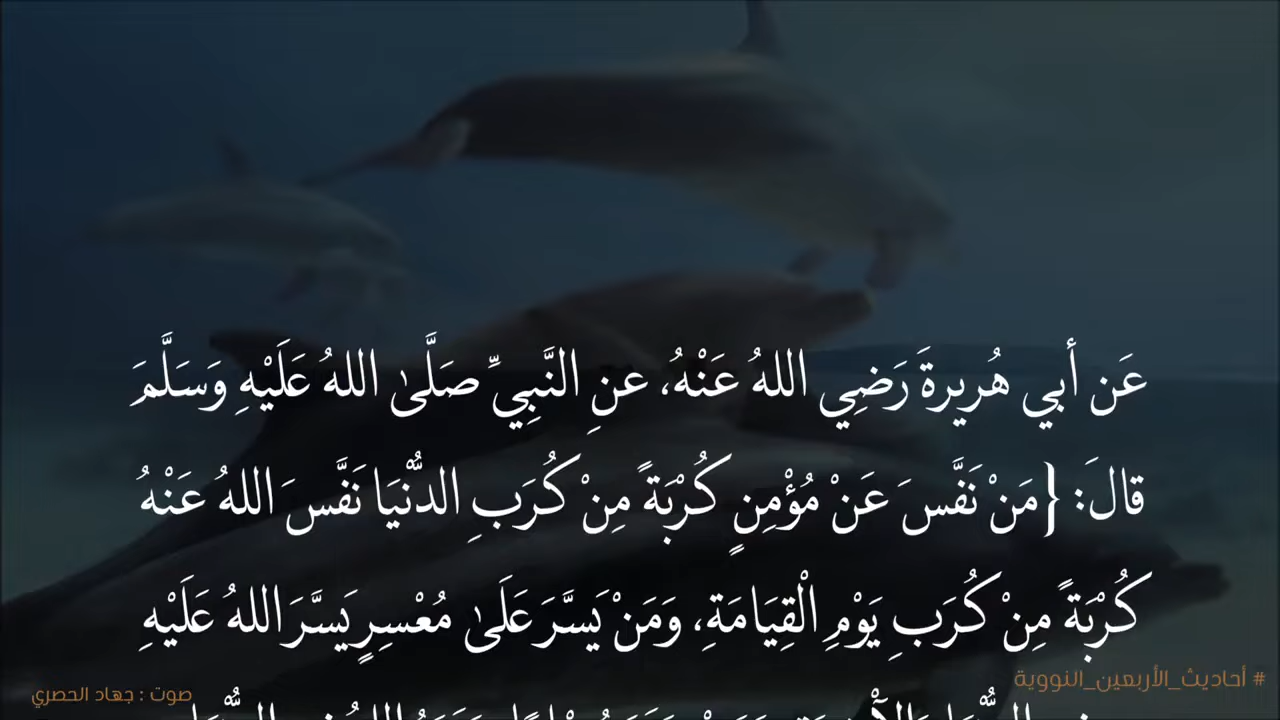 عَن أبي هُريرةَ رَضِي اللهُ عَنْهُ، عنِ النَّبِيِّ صَلَّىٰ اللهُ عَلَيْهِ وَسَلَّمَ
قالَ: {مَنْ نَفَّسَ عَنْ مُؤْمِنٍ كُرْبَةً مِنْ كُرَبِ الدُّنْيَا نَفَّسَ اللهُ عَنْهُ
كُرْبَةً مِنْ كُرَبِ يَوْمِ الْقِيَامَةِ، وَمَنْ يَسَّرَ عَلَىٰ مُعْسِرٍ يَسَّرَ اللهُ عَلَيْهِ
# أحاديث_الأربعين_النووية
صوت : جهاد الحصري